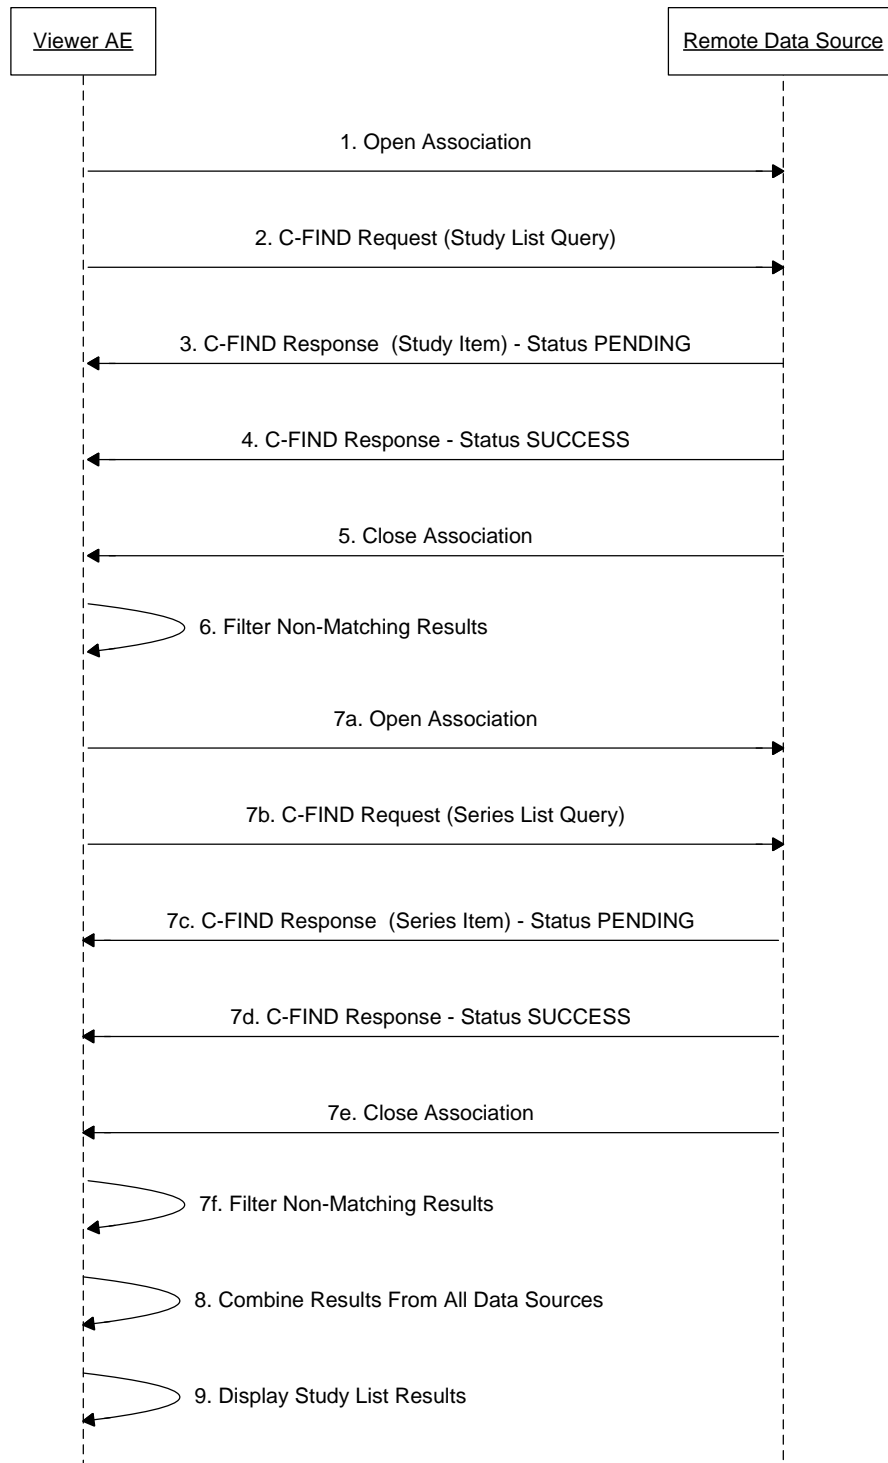 Viewer AE
Remote Data Source
1. Open Association
2. C-FIND Request (Study List Query)
3. C-FIND Response  (Study Item) - Status PENDING
4. C-FIND Response - Status SUCCESS
5. Close Association
6. Filter Non-Matching Results
7a. Open Association
7b. C-FIND Request (Series List Query)
7c. C-FIND Response  (Series Item) - Status PENDING
7d. C-FIND Response - Status SUCCESS
7e. Close Association
7f. Filter Non-Matching Results
8. Combine Results From All Data Sources
9. Display Study List Results